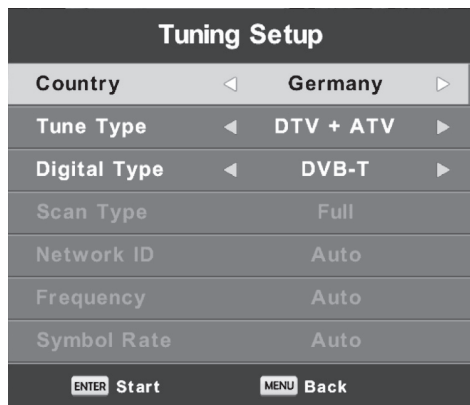 Tuning Setup
Country Germany
Tune Type DTV + ATV
Digital Type DVB-T
Scan Type Full
Network ID Auto
Frequency Auto
Symbol Rate Auto
ENTER Start MENU Back